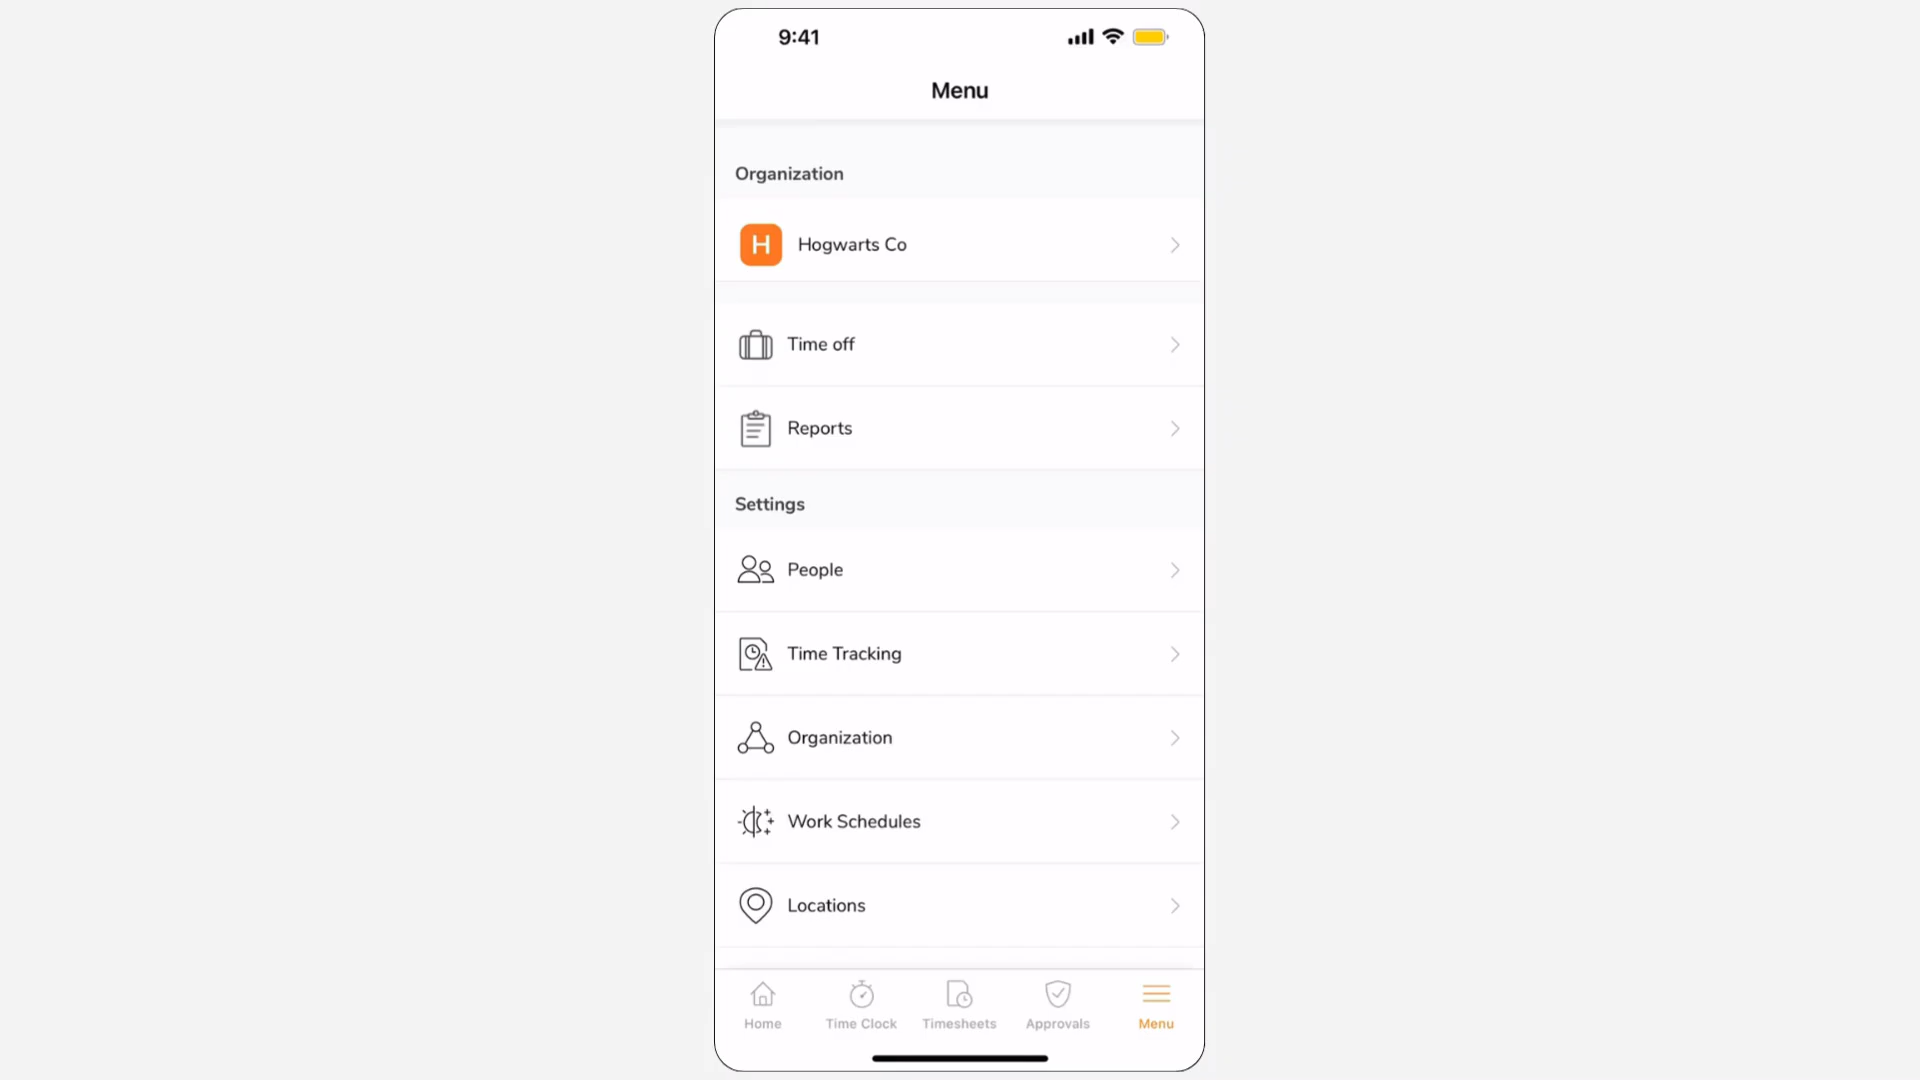 9:41
Menu
Organization
H Hogwarts Co
Time off
Reports
Settings
People
Time Tracking
Organization
Work Schedules
Locations
Home Time Clock Timesheets Approvals Menu